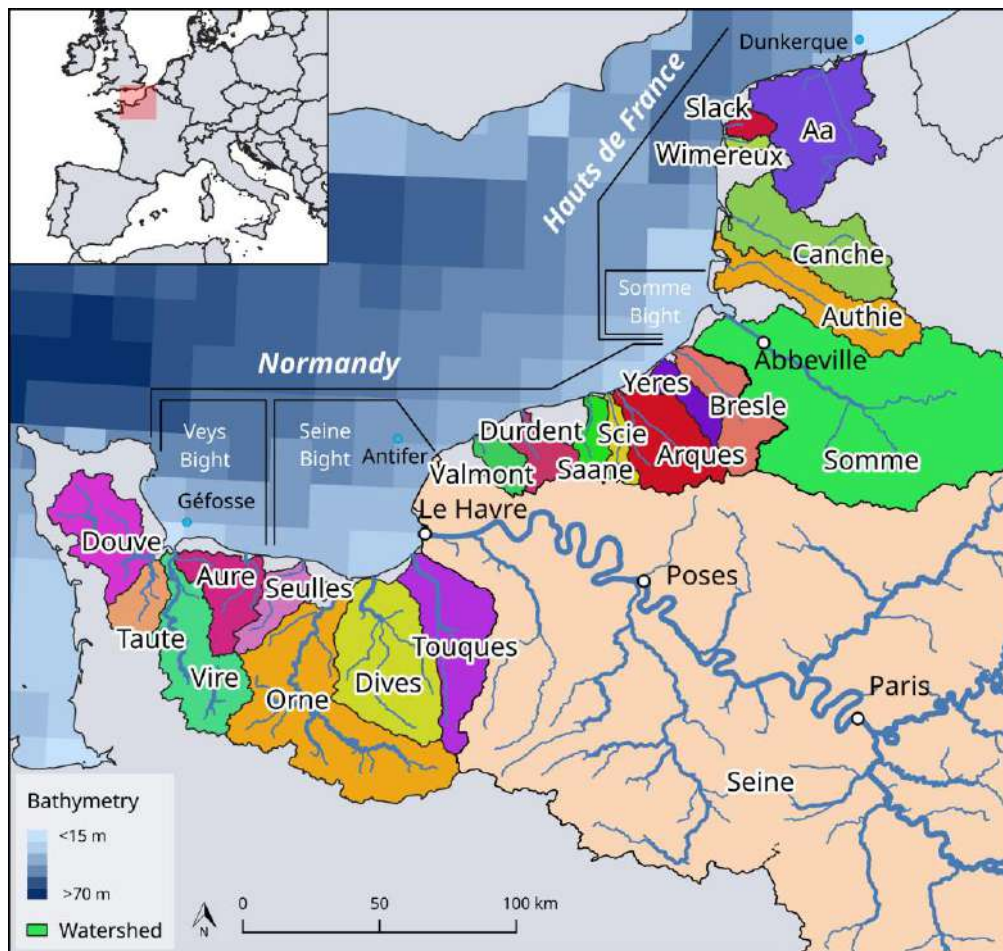 Dunkerque
Hauts de France
Slack
Aa
Wimereux
Canche
Somme
Bight
Authie
Abbeville
Normandy
Yeres
Bresle
Veys
Bight
Seine
Bight
Antifer
Durdent
Scie
Valmont
Saane
Arques
Somme
Géfosse
Le Havre
Douve
Aure
Seulles
Poses
Taute
Vire
Orne
Dives
Touques
Paris
Seine
Bathymetry
<15 m
>70 m
Watershed
N
0 50 100 km